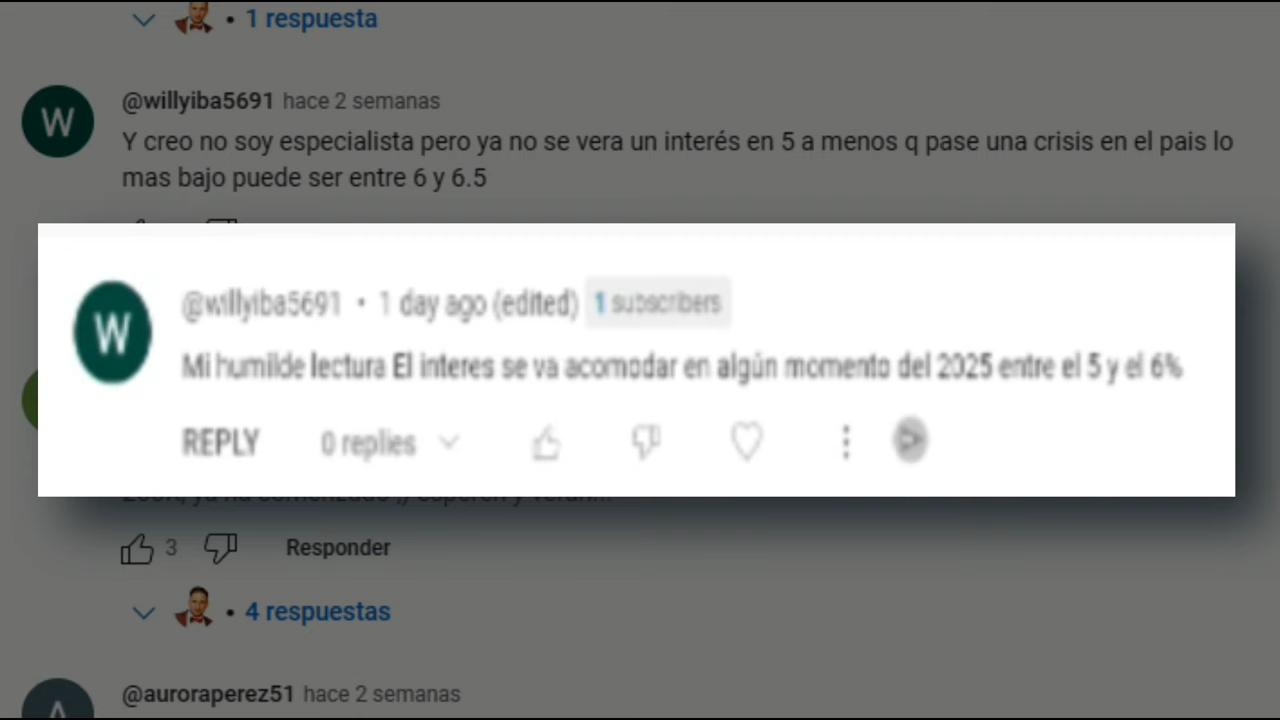 1 respuesta
W
@willyiba5691 hace 2 semanas
Y creo no soy especialista pero ya no se vera un interés en 5 a menos q pase una crisis en el pais lo
mas bajo puede ser entre 6 y 6.5
W
@willyiba5691 • 1 day ago (edited) 1 subscribers
Mi humilde lectura El interes se va acomodar en algún momento del 2025 entre el 5 y el 6%
REPLY 0 replies
3 Responder
4 respuestas
A
@auroraperez51 hace 2 semanas